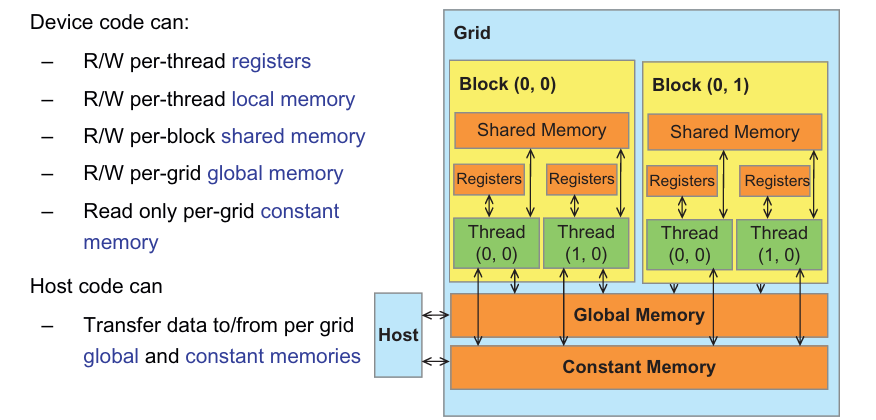 Device code can:
– R/W per-thread registers
– R/W per-thread local memory
– R/W per-block shared memory
– R/W per-grid global memory
– Read only per-grid constant
memory
Host code can
– Transfer data to/from per grid
global and constant memories
Grid
Block (0, 0)
Shared Memory
Registers
Registers
Thread
(0, 0)
Thread
(1, 0)
Block (0, 1)
Shared Memory
Registers
Registers
Thread
(0, 0)
Thread
(1, 0)
Host
Global Memory
Constant Memory